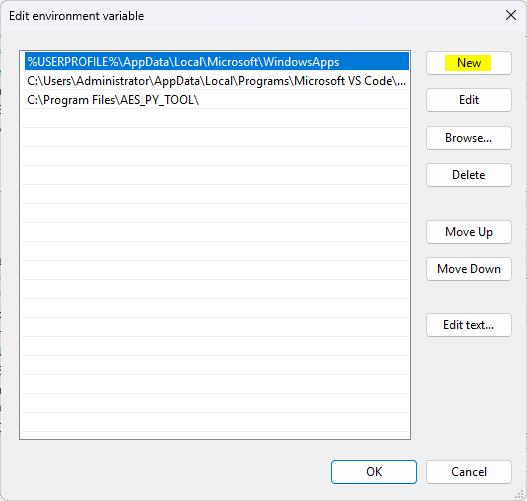 Edit environment variable
%USERPROFILE%\AppData\Local\Microsoft\WindowsApps
C:\Users\Administrator\AppData\Local\Programs\Microsoft VS Code\...
C:\Program Files\AES_PY_TOOL\
New
Edit
Browse...
Delete
Move Up
Move Down
Edit text...
OK
Cancel